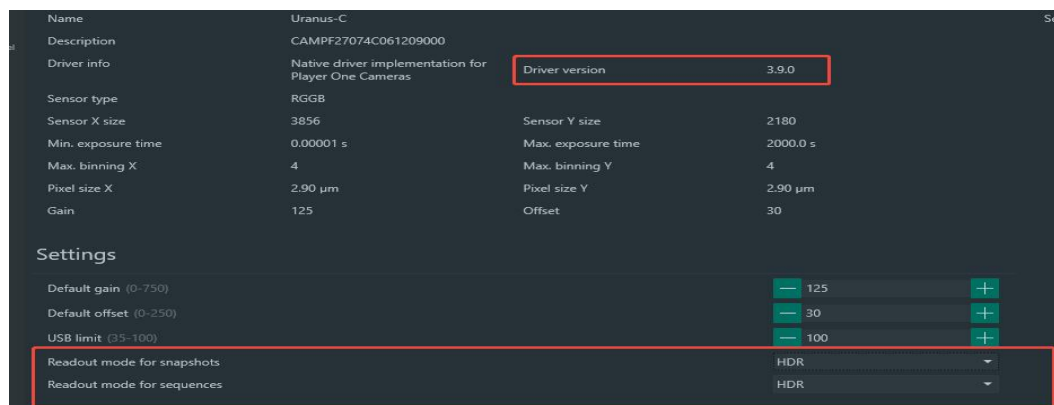 Name Uranus-C
Description CAMPF27074C061209000
Driver info Native driver implementation for Player One Cameras Driver version 3.9.0
Sensor type RGGB
Sensor X size 3856 Sensor Y size 2180
Min. exposure time 0.00001 s Max. exposure time 2000.0 s
Max. binning X 4 Max. binning Y 4
Pixel size X 2.90 µm Pixel size Y 2.90 µm
Gain 125 Offset 30
Settings
Default gain (0-750) 125
Default offset (0-250) 30
USB limit (35-100) 100
Readout mode for snapshots HDR
Readout mode for sequences HDR